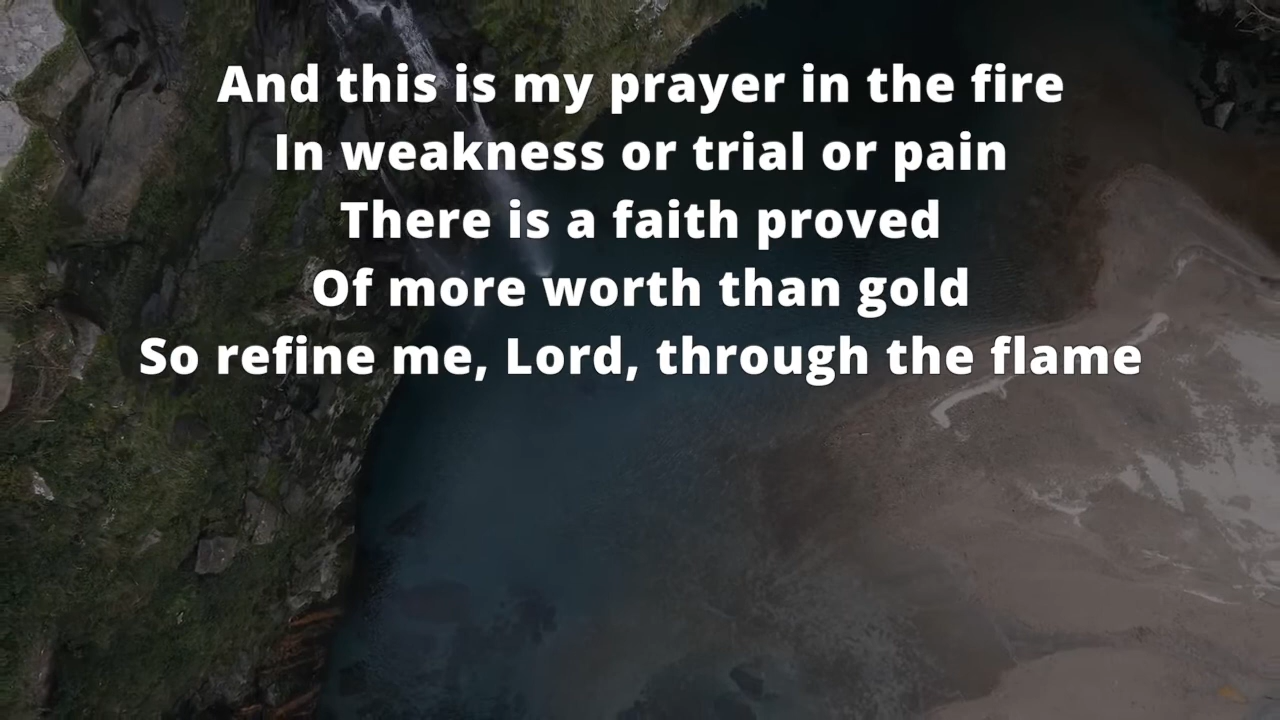 And this is my prayer in the fire
In weakness or trial or pain
There is a faith proved
Of more worth than gold
So refine me, Lord, through the flame